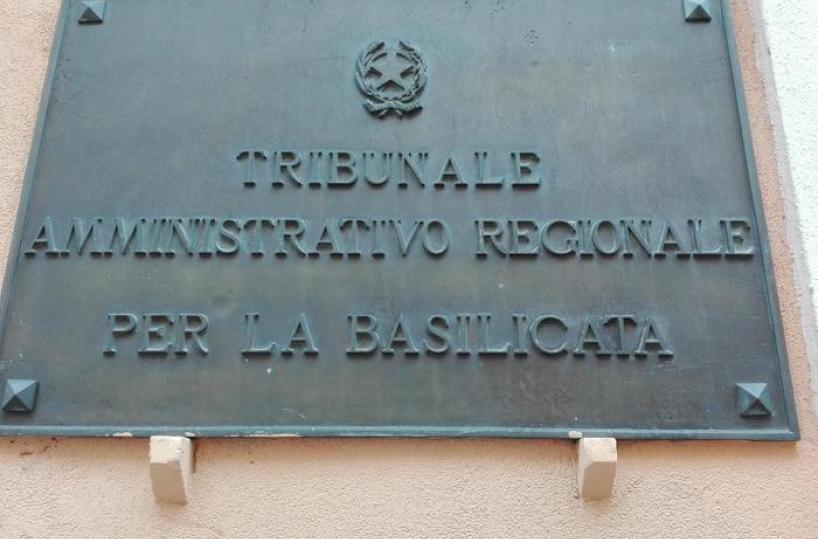 TRIBUNALE
AMMINISTRATIVO REGIONALE
PER LA BASILICATA